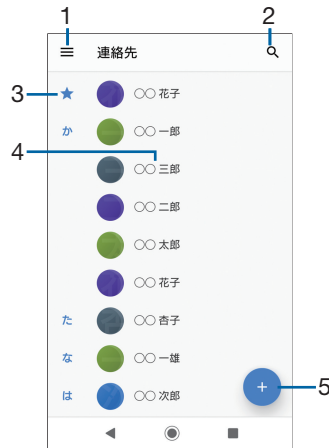 1 2
連絡先
3 ○○ 花子
か ○○ 一郎
4
○○ 三郎
○○ 二郎
○○ 太郎
○○ 花子
た ○○ 杏子
な ○○ 一雄
は ○○ 次郎
+ 5